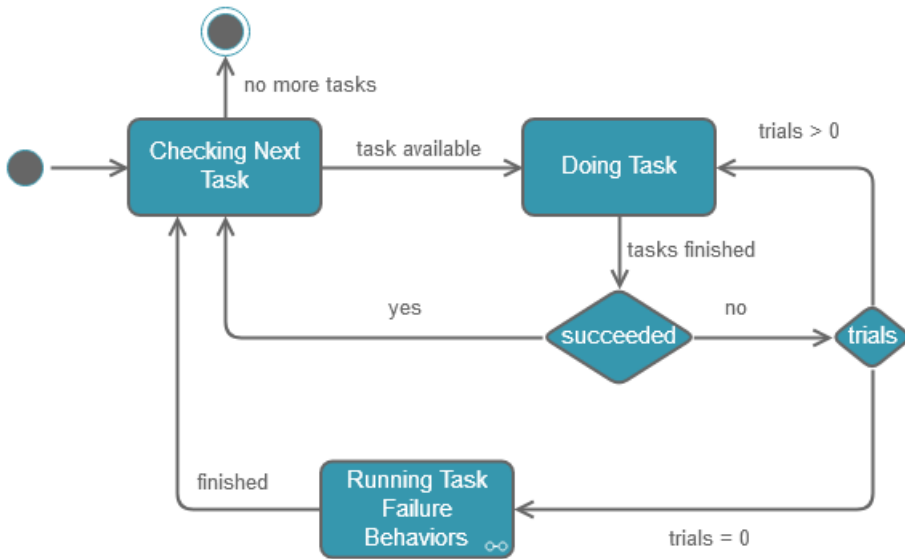 no more tasks
Checking Next
Task
task available
Doing Task
trials > 0
tasks finished
yes
succeeded
no
trials
finished
Running Task
Failure
Behaviors
trials = 0